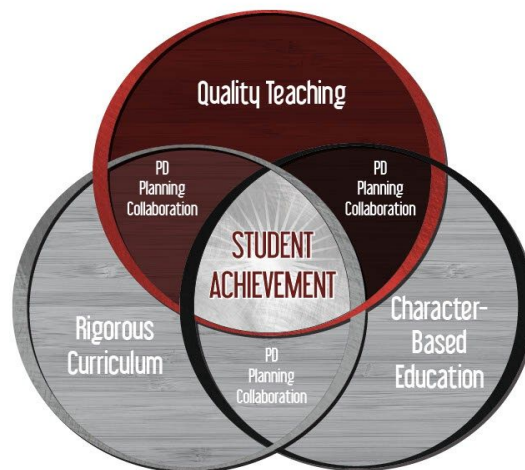 Quality Teaching
PD
Planning
Collaboration
PD
Planning
Collaboration
STUDENT
ACHIEVEMENT
Rigorous
Curriculum
Character-
Based
Education
PD
Planning
Collaboration